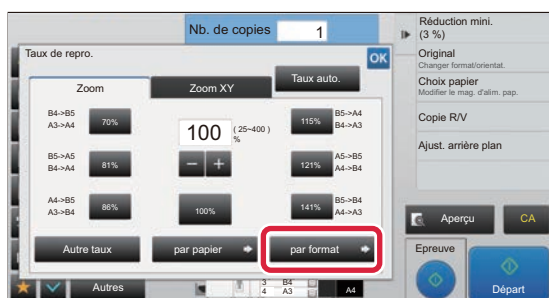 Nb. de copies 1
Taux de repro.
OK
Zoom
Zoom XY
Taux auto.
B4->B5
A3->A4
70%
100
( 25~400 )
%
115%
B5->A4
B4->A3
B5->A5
B4->A4
81%
121%
A5->B5
A4->B4
A4->B5
A3->B4
86%
100%
141%
B5->B4
A4->A3
Autre taux
par papier
par format
Autres
3 B4
4 A3
A4
Réduction mini.
(3 %)
Original
Changer format/orientat.
Choix papier
Modifier le mag. d'alim. pap.
Copie R/V
Ajust. arrière plan
Aperçu
CA
Epreuve
Départ